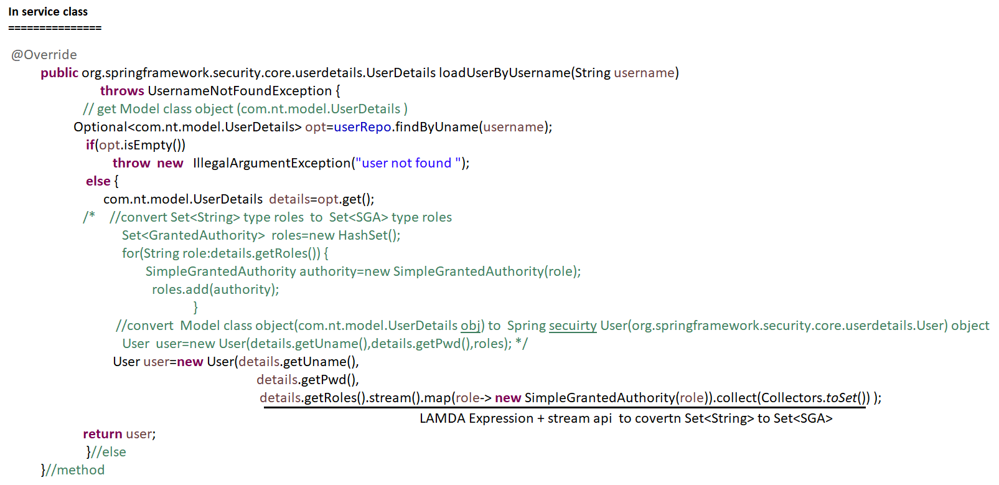 In service class
===============
@Override
public org.springframework.security.core.userdetails.UserDetails loadUserByUsername(String username)
throws UsernameNotFoundException {
// get Model class object (com.nt.model.UserDetails )
Optional<com.nt.model.UserDetails> opt=userRepo.findByUname(username);
if(opt.isEmpty())
throw new IllegalArgumentException("user not found ");
else {
com.nt.model.UserDetails details=opt.get();
/* //convert Set<String> type roles to Set<SGA> type roles
Set<GrantedAuthority> roles=new HashSet();
for(String role:details.getRoles()) {
SimpleGrantedAuthority authority=new SimpleGrantedAuthority(role);
roles.add(authority);
}
//convert Model class object(com.nt.model.UserDetails obj) to Spring secuirty User(org.springframework.security.core.userdetails.User) object
User user=new User(details.getUname(),details.getPwd(),roles); */
User user=new User(details.getUname(),
details.getPwd(),
details.getRoles().stream().map(role-> new SimpleGrantedAuthority(role)).collect(Collectors.toSet()) );
LAMDA Expression + stream api to covertn Set<String> to Set<SGA>
return user;
}//else
}//method